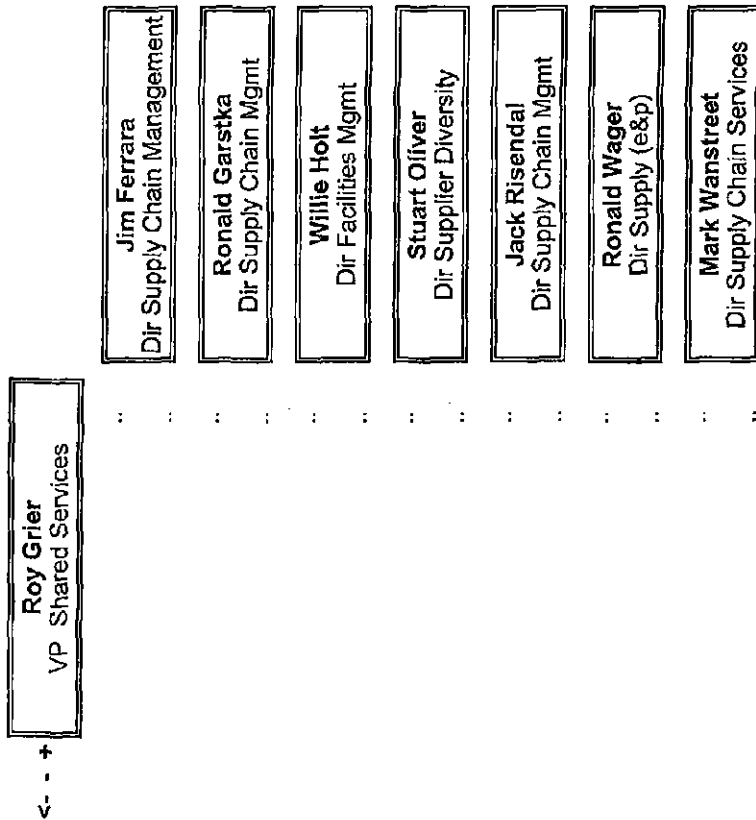 <- - +
Roy Grier
VP Shared Services
Jim Ferrara
Dir Supply Chain Management
Ronald Garstka
Dir Supply Chain Mgmt
Willie Holt
Dir Facilities Mgmt
Stuart Oliver
Dir Supplier Diversity
Jack Risendal
Dir Supply Chain Mgmt
Ronald Wager
Dir Supply (e&p)
Mark Wanstreet
Dir Supply Chain Services